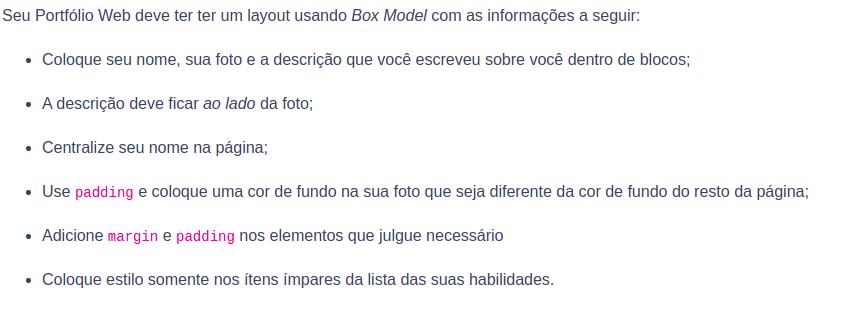 Seu Portfólio Web deve ter ter um layout usando Box Model com as informações a seguir:
Coloque seu nome, sua foto e a descrição que você escreveu sobre você dentro de blocos;
A descrição deve ficar ao lado da foto;
Centralize seu nome na página;
Use padding e coloque uma cor de fundo na sua foto que seja diferente da cor de fundo do resto da página;
Adicione margin e padding nos elementos que julgue necessário
Coloque estilo somente nos ítens ímpares da lista das suas habilidades.